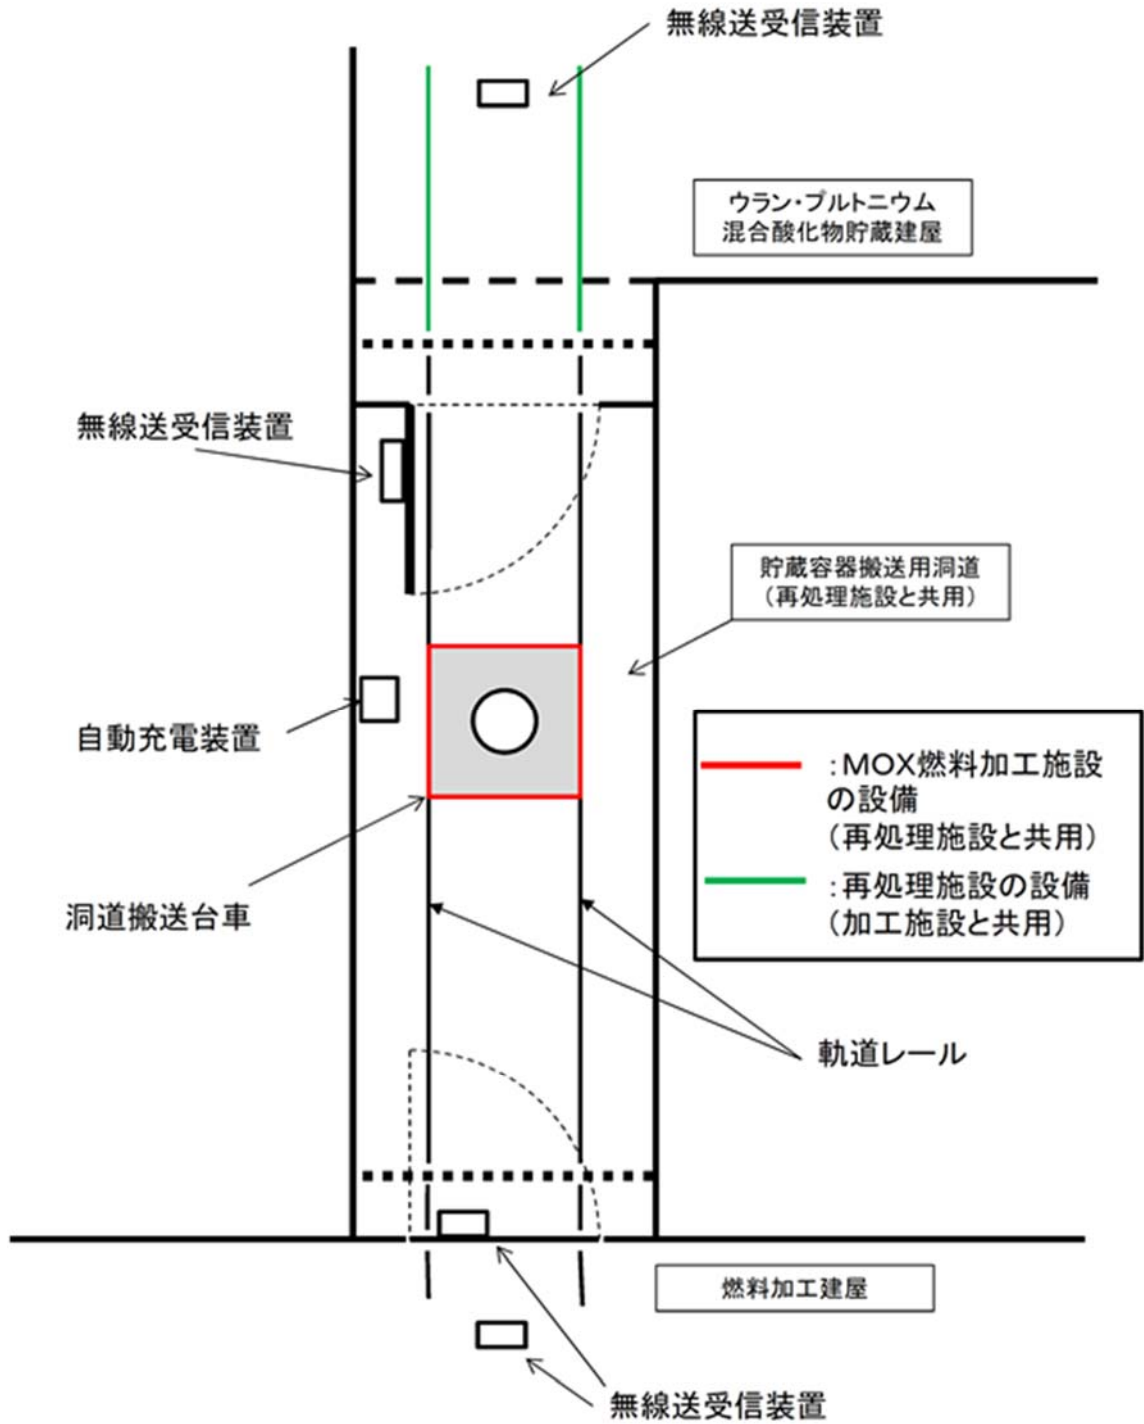 無線送受信装置
ウラン・プルトニウム
混合酸化物貯蔵建屋
無線送受信装置
貯蔵容器搬送用洞道
（再処理施設と共用）
自動充電装置
：MOX燃料加工施設
の設備
（再処理施設と共用）
：再処理施設の設備
（加工施設と共用）
洞道搬送台車
軌道レール
燃料加工建屋
無線送受信装置